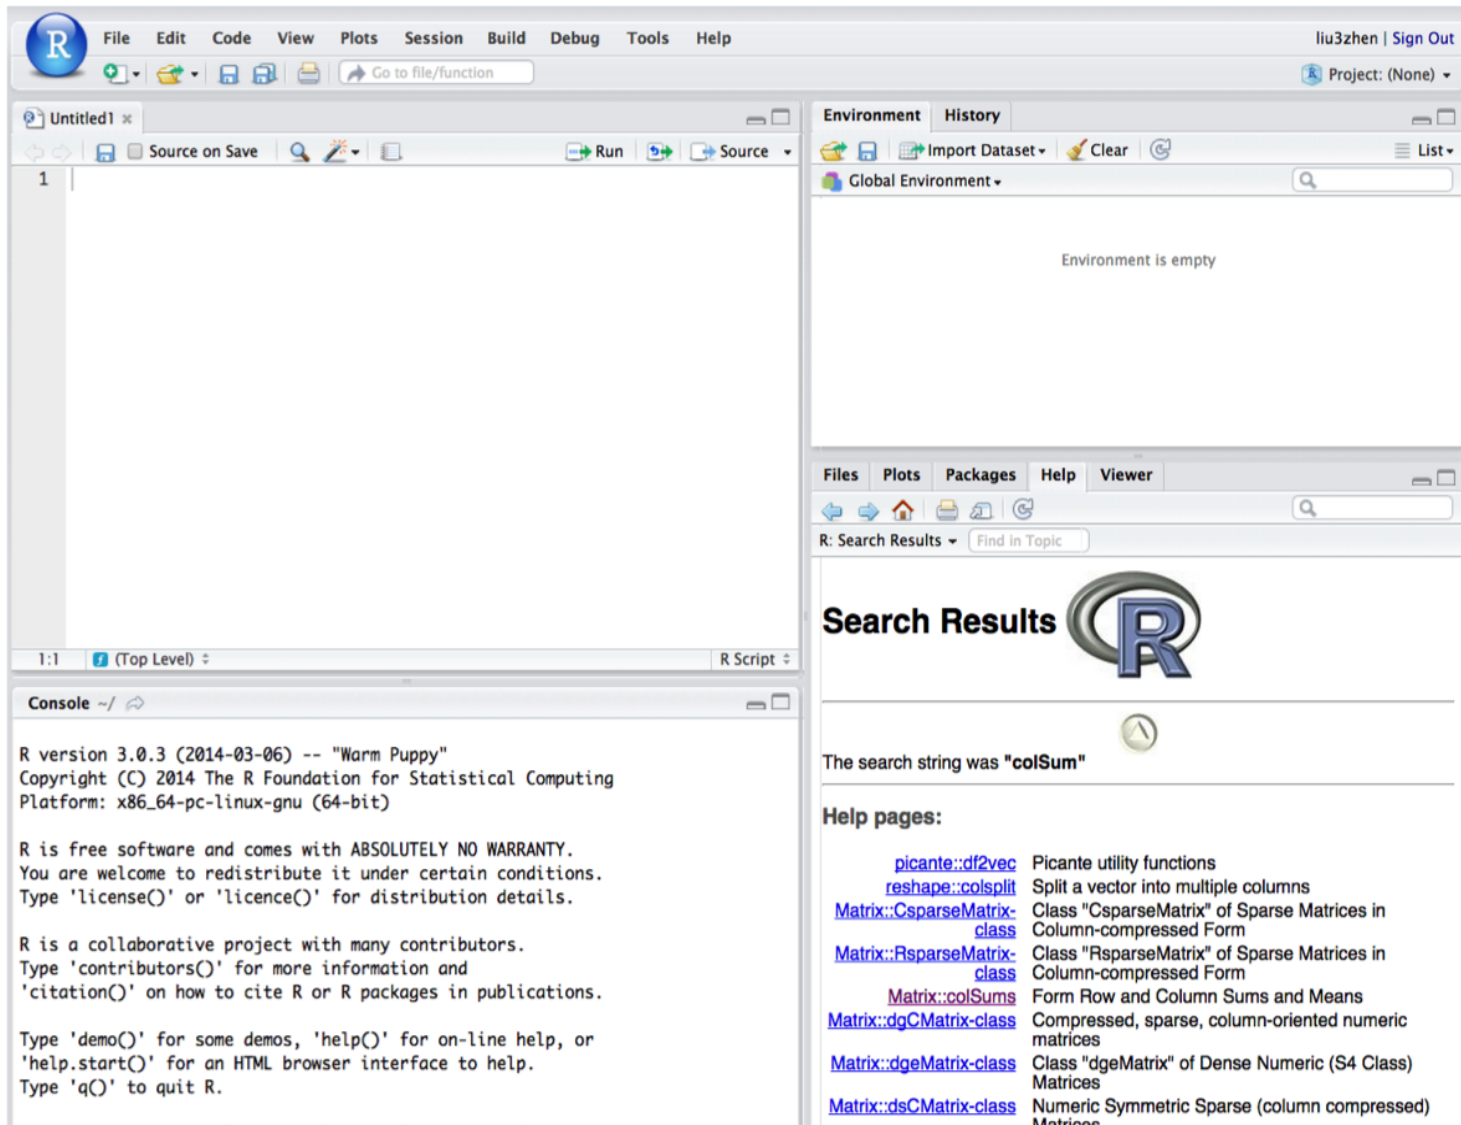 R File Edit Code View Plots Session Build Debug Tools Help
liu3zhen | Sign Out
Go to file/function
Project: (None)
Untitled1
Source on Save Run Source
1
1:1 (Top Level) R Script
Console ~/
R version 3.0.3 (2014-03-06) -- "Warm Puppy"
Copyright (C) 2014 The R Foundation for Statistical Computing
Platform: x86_64-pc-linux-gnu (64-bit)
R is free software and comes with ABSOLUTELY NO WARRANTY.
You are welcome to redistribute it under certain conditions.
Type 'license()' or 'licence()' for distribution details.
R is a collaborative project with many contributors.
Type 'contributors()' for more information and
'citation()' on how to cite R or R packages in publications.
Type 'demo()' for some demos, 'help()' for on-line help, or
'help.start()' for an HTML browser interface to help.
Type 'q()' to quit R.
Environment History
Import Dataset Clear List
Global Environment
Environment is empty
Files Plots Packages Help Viewer
R: Search Results Find in Topic
Search Results R
The search string was "colSum"
Help pages:
picante::df2vec Picante utility functions
reshape::colsplit Split a vector into multiple columns
Matrix::CsparseMatrix- Class "CsparseMatrix" of Sparse Matrices in
class Column-compressed Form
Matrix::RsparseMatrix- Class "RsparseMatrix" of Sparse Matrices in
class Column-compressed Form
Matrix::colSums Form Row and Column Sums and Means
Matrix::dgCMatrix-class Compressed, sparse, column-oriented numeric
matrices
Matrix::dgeMatrix-class Class "dgeMatrix" of Dense Numeric (S4 Class)
Matrices
Matrix::dsCMatrix-class Numeric Symmetric Sparse (column compressed)
Matrices